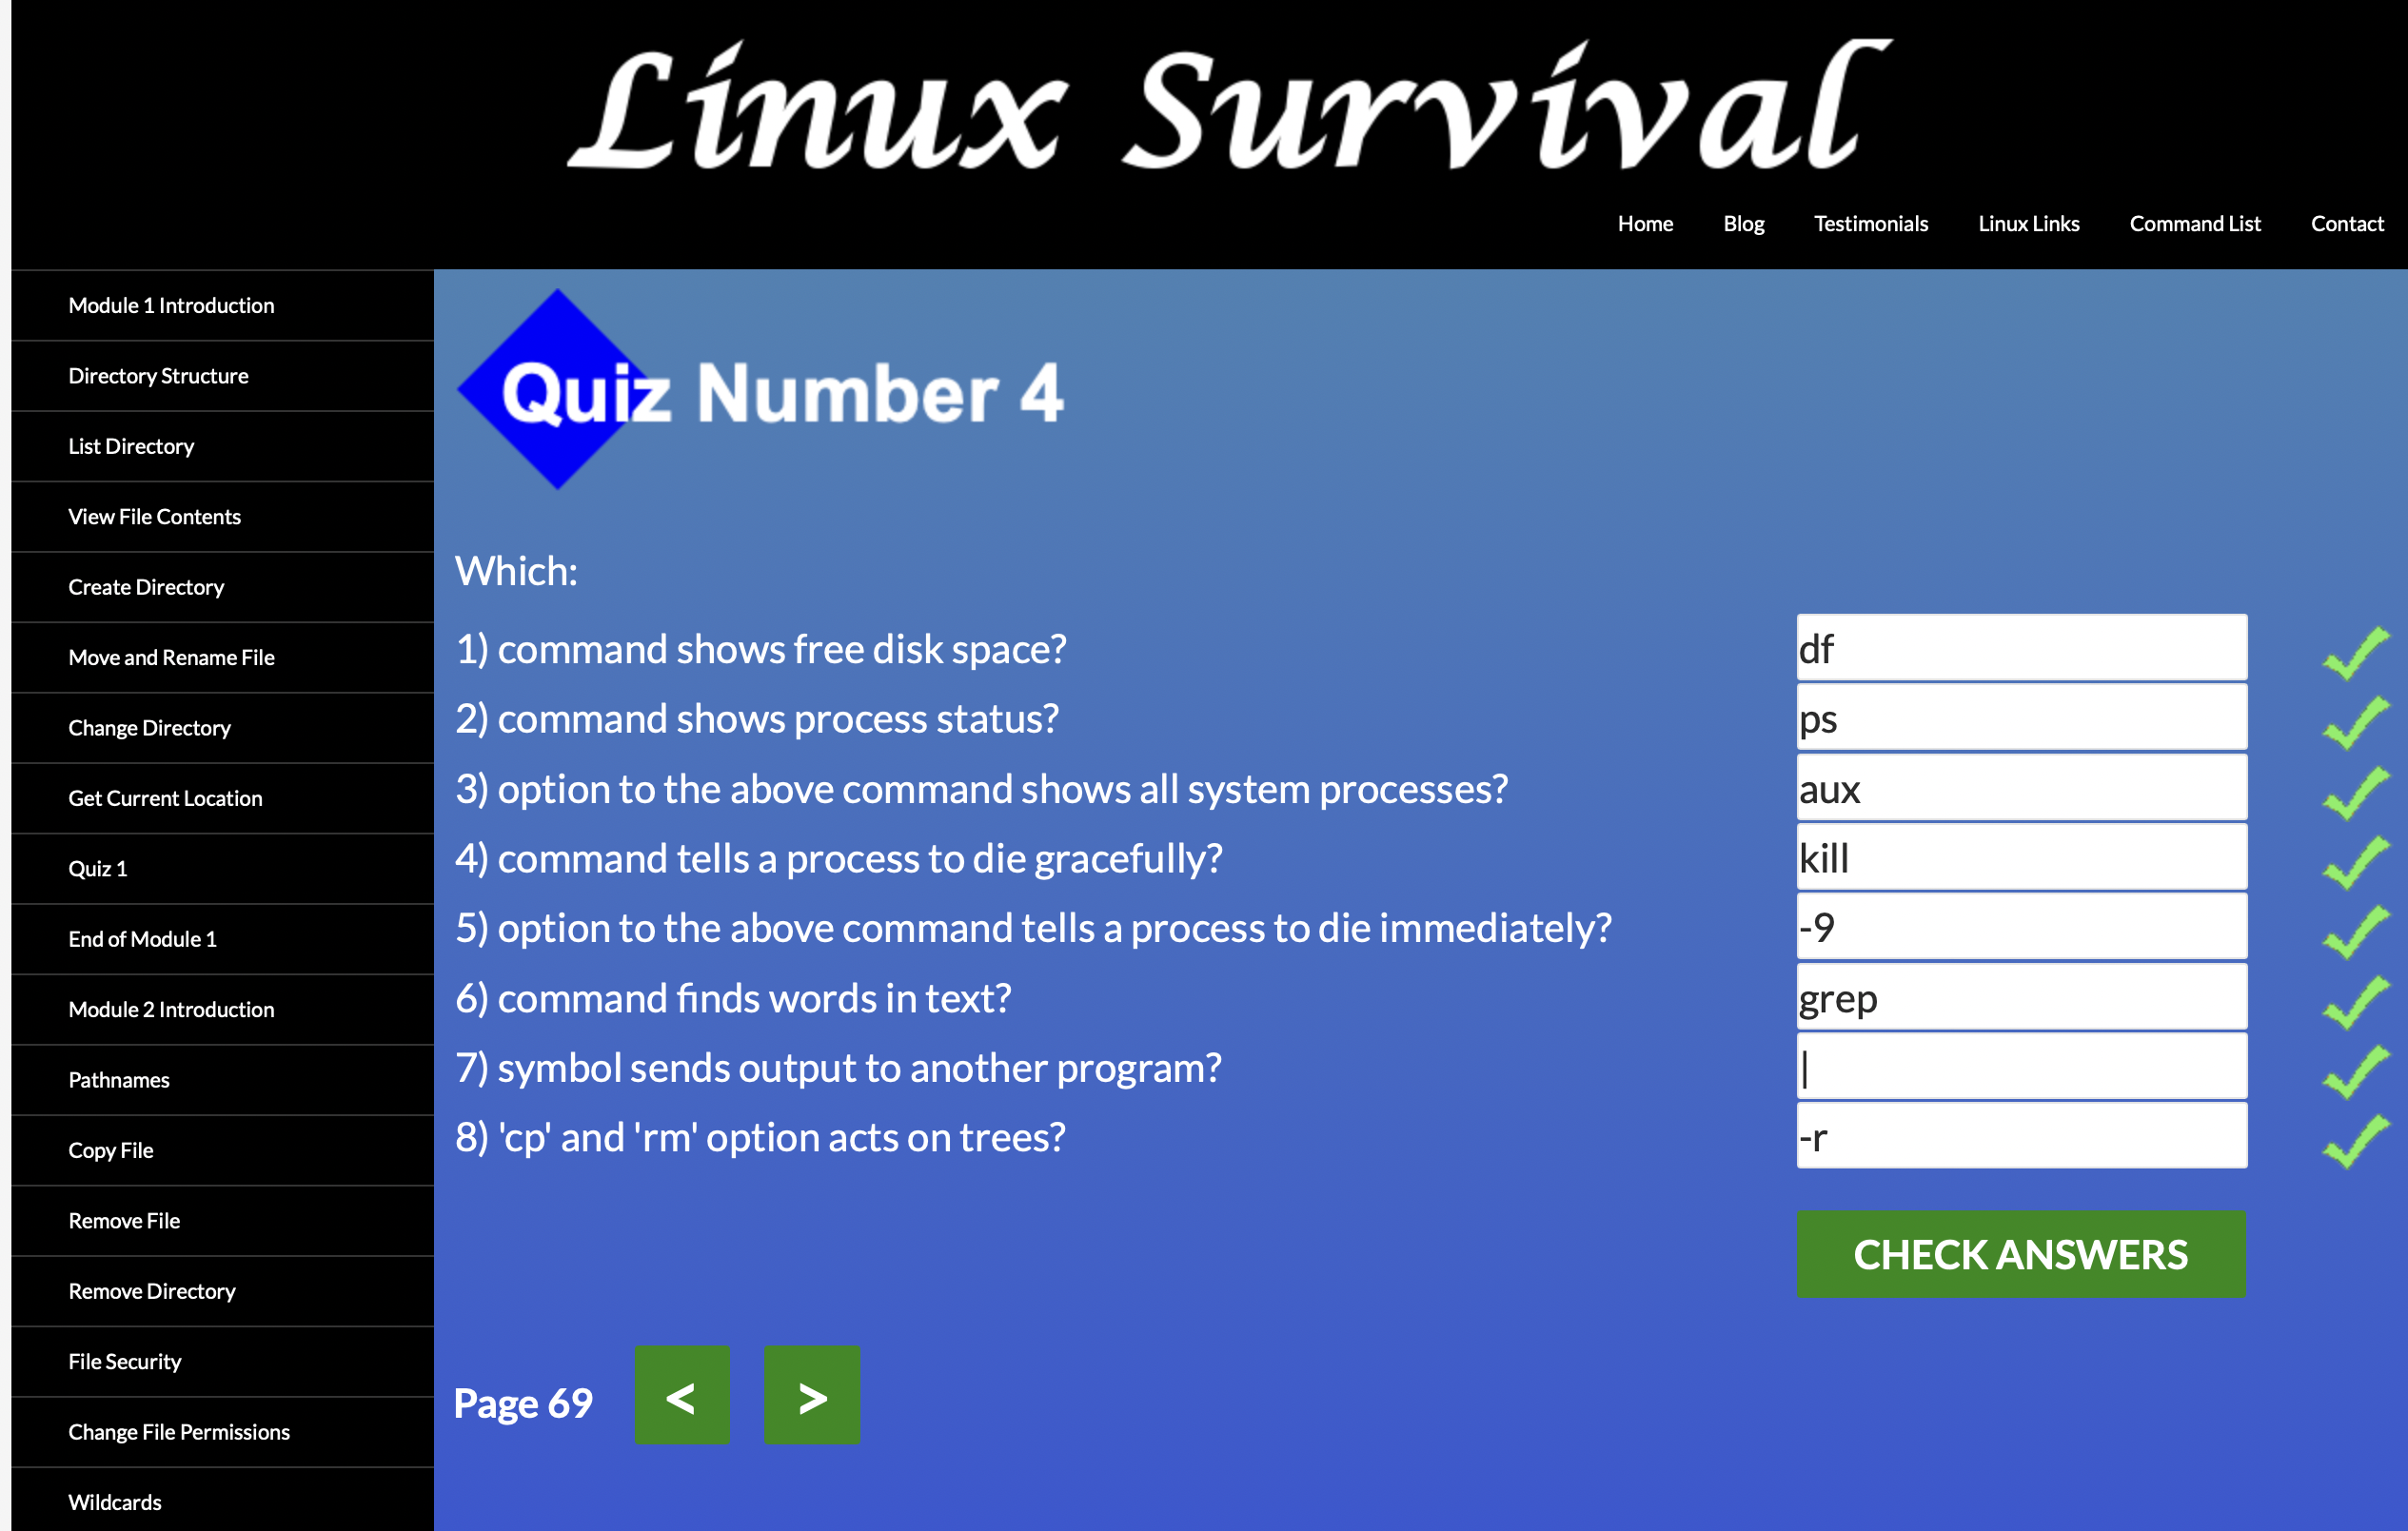 Linux Survival
Home Blog Testimonials Linux Links Command List Contact
Module 1 Introduction
Directory Structure
List Directory
View File Contents
Create Directory
Move and Rename File
Change Directory
Get Current Location
Quiz 1
End of Module 1
Module 2 Introduction
Pathnames
Copy File
Remove File
Remove Directory
File Security
Change File Permissions
Wildcards
Quiz Number 4
Which:
1) command shows free disk space? df
2) command shows process status? ps
3) option to the above command shows all system processes? aux
4) command tells a process to die gracefully? kill
5) option to the above command tells a process to die immediately? -9
6) command finds words in text? grep
7) symbol sends output to another program? |
8) 'cp' and 'rm' option acts on trees? -r
CHECK ANSWERS
Page 69 < >